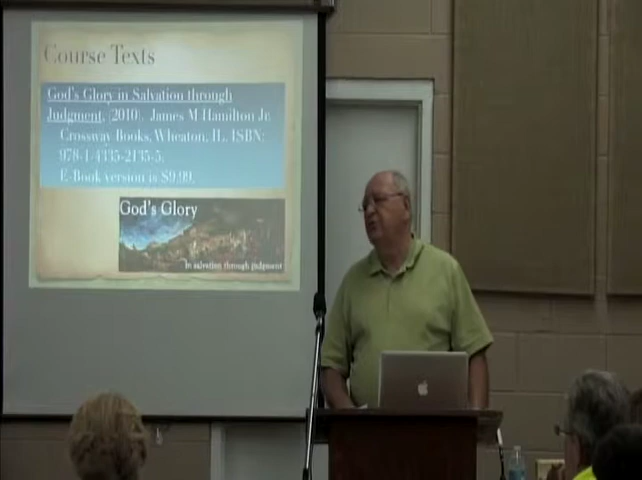 Course Texts
God's Glory in Salvation through
Judgment, (2010). James M Hamilton Jr.
Crossway Books, Wheaton, IL. ISBN:
978-1-4335-2135-5.
E-Book version is $9.99.
God's Glory
in salvation through judgment